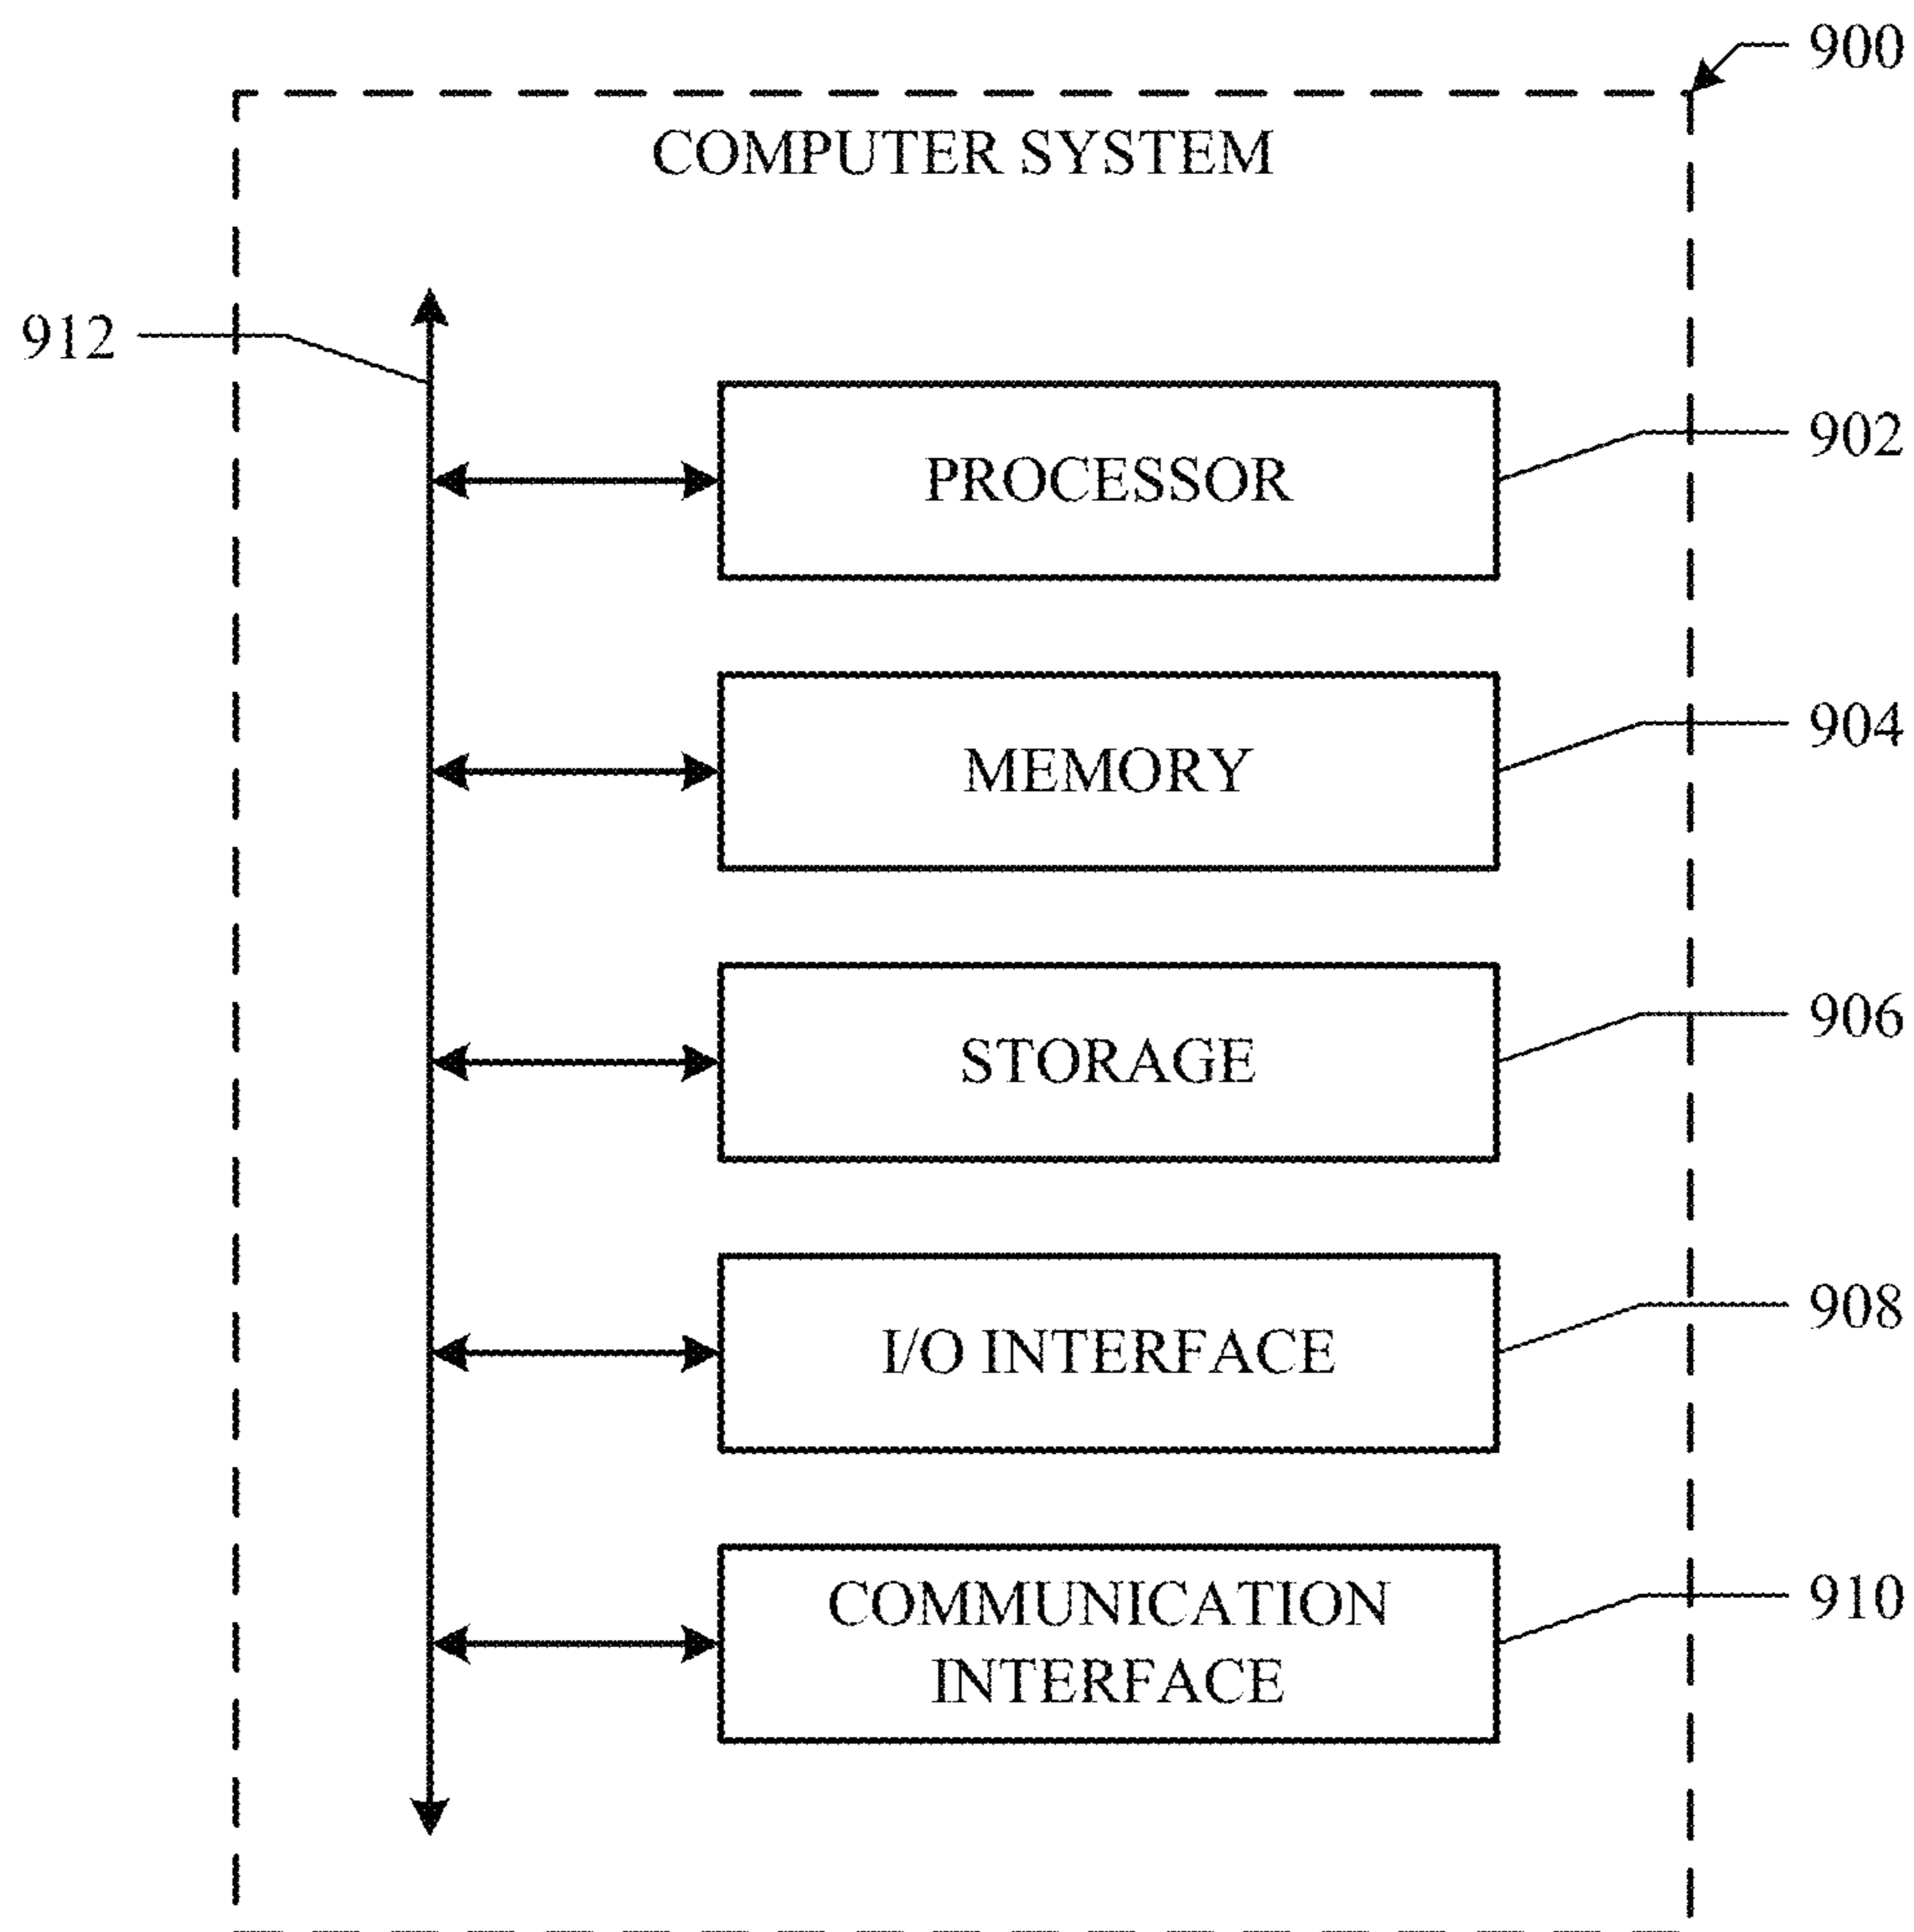 900
COMPUTER SYSTEM
912
902
PROCESSOR
904
MEMORY
906
STORAGE
908
I/O INTERFACE
910
COMMUNICATION
INTERFACE